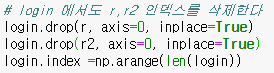 # login 에서도 r,r2 인덱스를 삭제한다
login.drop(r, axis=0, inplace=True)
login.drop(r2, axis=0, inplace=True)
login.index =np.arange(len(login))